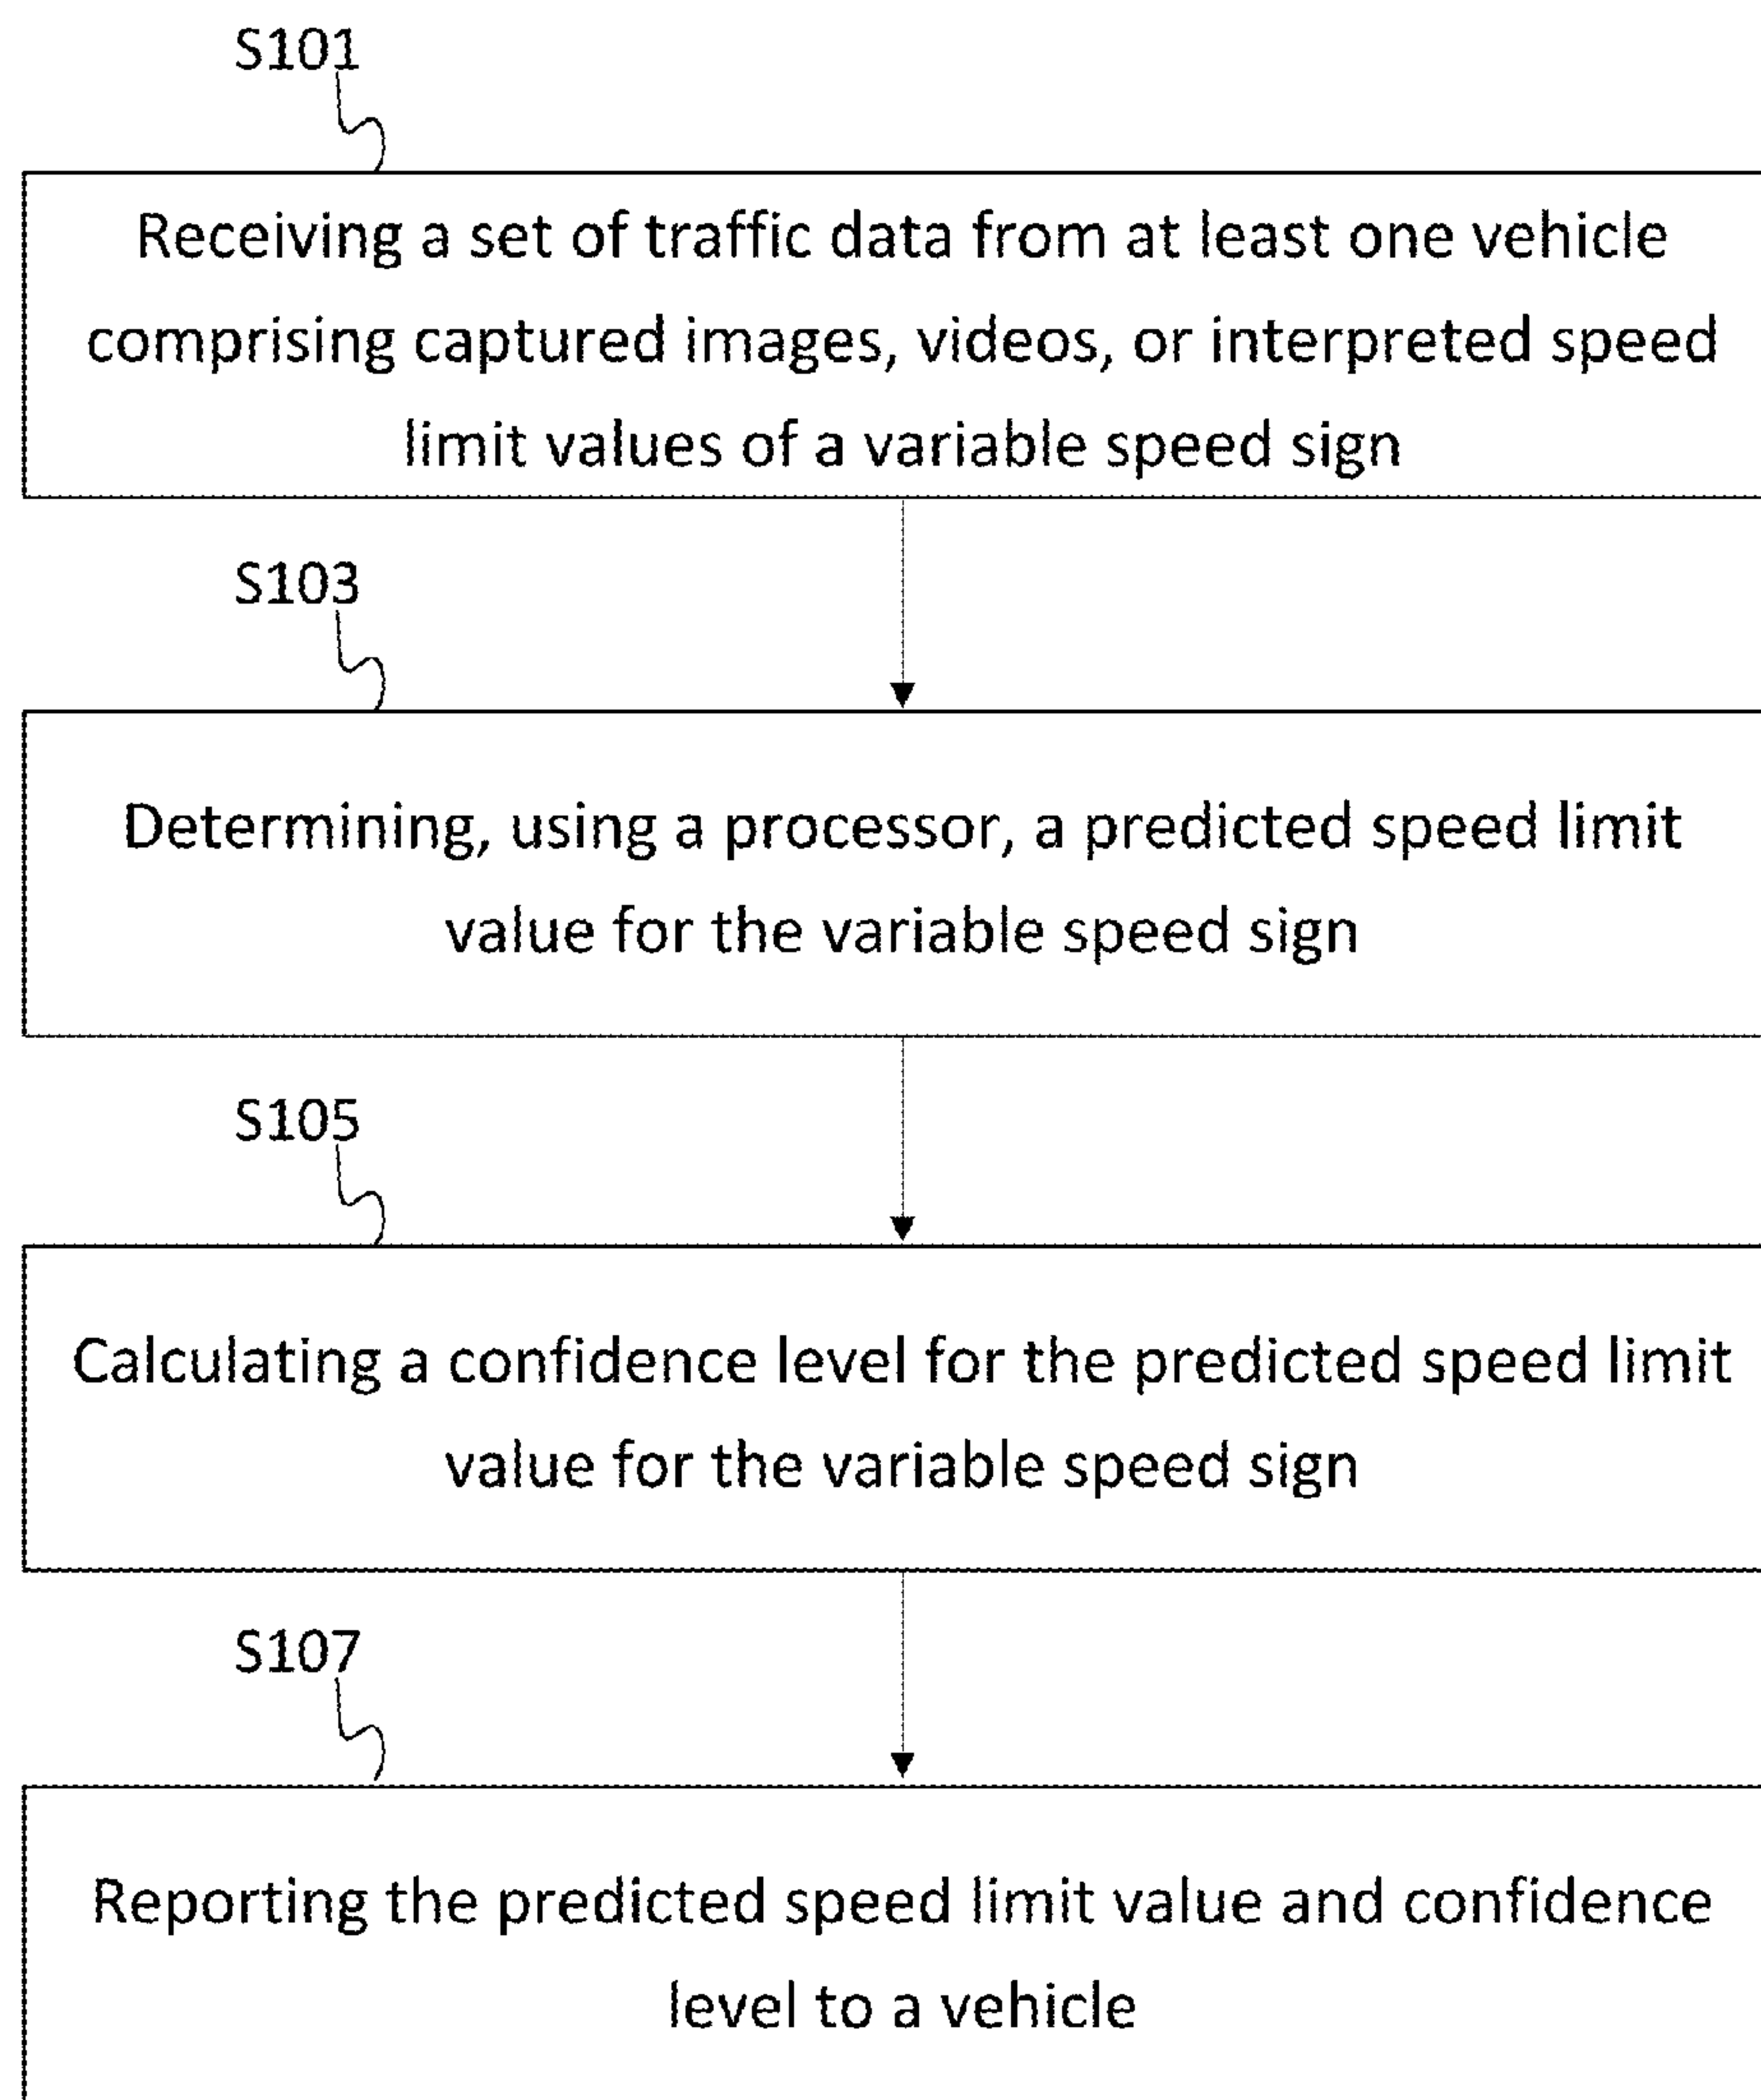 S101
Receiving a set of traffic data from at least one vehicle
comprising captured images, videos, or interpreted speed
limit values of a variable speed sign
S103
Determining, using a processor, a predicted speed limit
value for the variable speed sign
S105
Calculating a confidence level for the predicted speed limit
value for the variable speed sign
S107
Reporting the predicted speed limit value and confidence
level to a vehicle